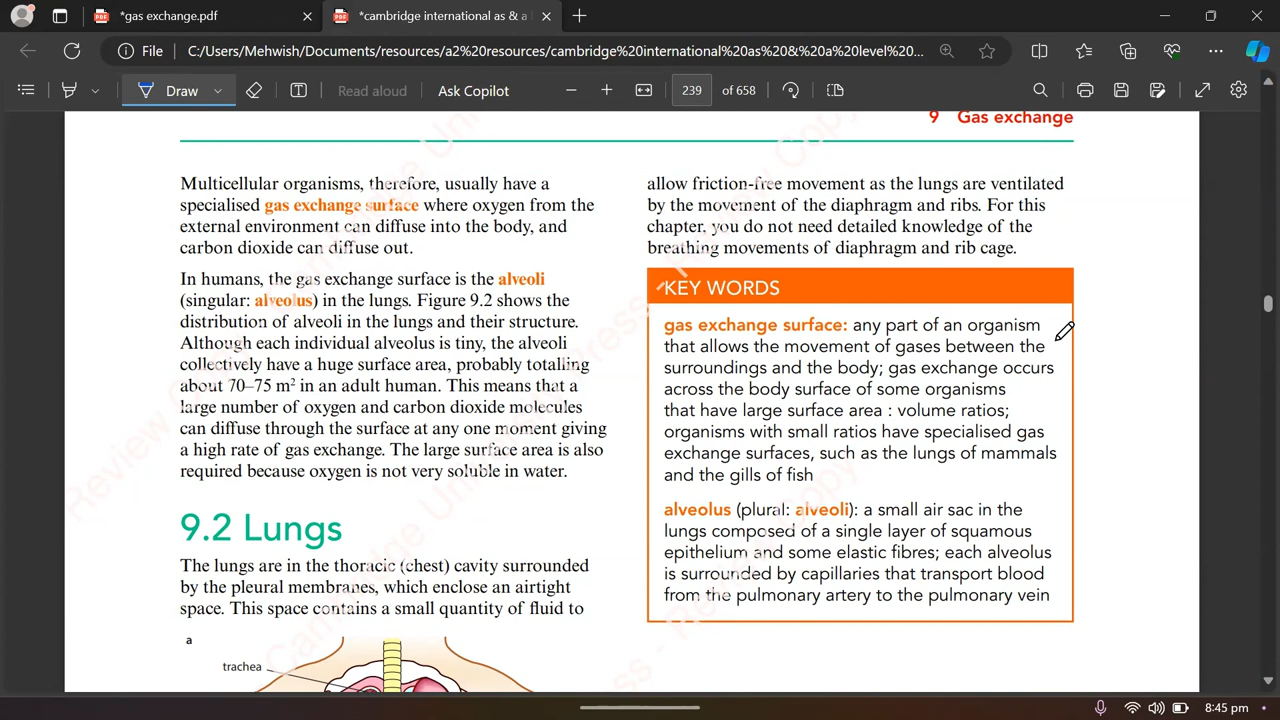 *gas exchange.pdf
*cambridge international as & a l
File
C:/Users/Mehwish/Documents/resources/a2%20resources/cambridge%20international%20as%20&%20a%20level%20...
Draw
Read aloud
Ask Copilot
239 of 658
9 Gas exchange
Multicellular organisms, therefore, usually have a
specialised gas exchange surface where oxygen from the
external environment can diffuse into the body, and
carbon dioxide can diffuse out.
In humans, the gas exchange surface is the alveoli
(singular: alveolus) in the lungs. Figure 9.2 shows the
distribution of alveoli in the lungs and their structure.
Although each individual alveolus is tiny, the alveoli
collectively have a huge surface area, probably totalling
about 70–75 m² in an adult human. This means that a
large number of oxygen and carbon dioxide molecules
can diffuse through the surface at any one moment giving
a high rate of gas exchange. The large surface area is also
required because oxygen is not very soluble in water.
9.2 Lungs
The lungs are in the thoracic (chest) cavity surrounded
by the pleural membranes, which enclose an airtight
space. This space contains a small quantity of fluid to
a
trachea
allow friction-free movement as the lungs are ventilated
by the movement of the diaphragm and ribs. For this
chapter, you do not need detailed knowledge of the
breathing movements of diaphragm and rib cage.
KEY WORDS
gas exchange surface: any part of an organism
that allows the movement of gases between the
surroundings and the body; gas exchange occurs
across the body surface of some organisms
that have large surface area : volume ratios;
organisms with small ratios have specialised gas
exchange surfaces, such as the lungs of mammals
and the gills of fish
alveolus (plural: alveoli): a small air sac in the
lungs composed of a single layer of squamous
epithelium and some elastic fibres; each alveolus
is surrounded by capillaries that transport blood
from the pulmonary artery to the pulmonary vein
8:45 pm